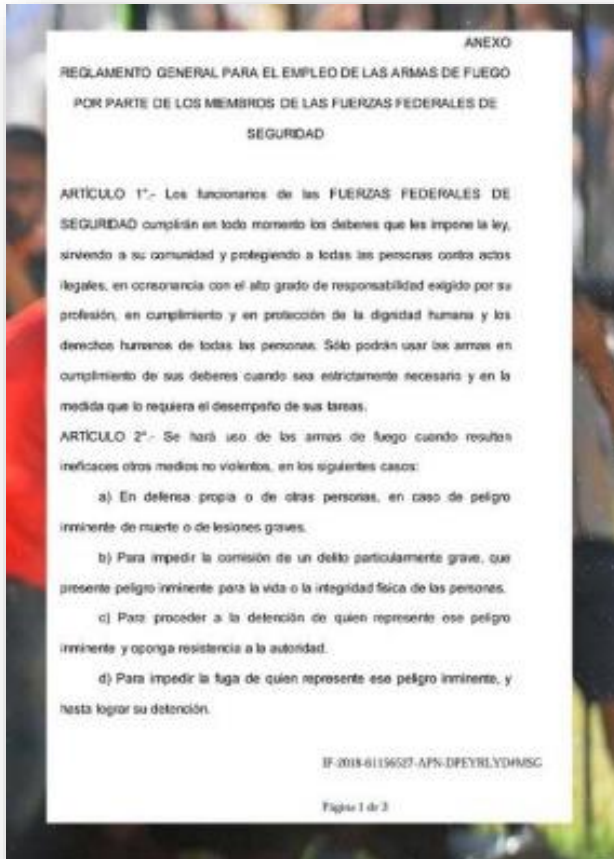 ANEXO
REGLAMENTO GENERAL PARA EL EMPLEO DE LAS ARMAS DE FUEGO
POR PARTE DE LOS MIEMBROS DE LAS FUERZAS FEDERALES DE
SEGURIDAD
ARTÍCULO 1°.- Los funcionarios de las FUERZAS FEDERALES DE
SEGURIDAD cumplirán en todo momento los deberes que les impone la ley,
sirviendo a su comunidad y protegiendo a todas las personas contra actos
ilegales, en consonancia con el alto grado de responsabilidad exigido por su
profesión, en cumplimiento y en protección de la dignidad humana y los
derechos humanos de todas las personas. Sólo podrán usar las armas en
cumplimiento de sus deberes cuando sea estrictamente necesario y en la
medida que lo requiera el desempeño de sus tareas.
ARTÍCULO 2°.- Se hará uso de las armas de fuego cuando resulten
ineficaces otros medios no violentos, en los siguientes casos:
a) En defensa propia o de otras personas, en caso de peligro
inminente de muerte o de lesiones graves.
b) Para impedir la comisión de un delito particularmente grave, que
presente peligro inminente para la vida o la integridad física de las personas.
c) Para proceder a la detención de quien represente ese peligro
inminente y oponga resistencia a la autoridad.
d) Para impedir la fuga de quien represente ese peligro inminente, y
hasta lograr su detención.
IF-2018-61156527-APN-DPEYRLYD#MSG
Página 1 de 3